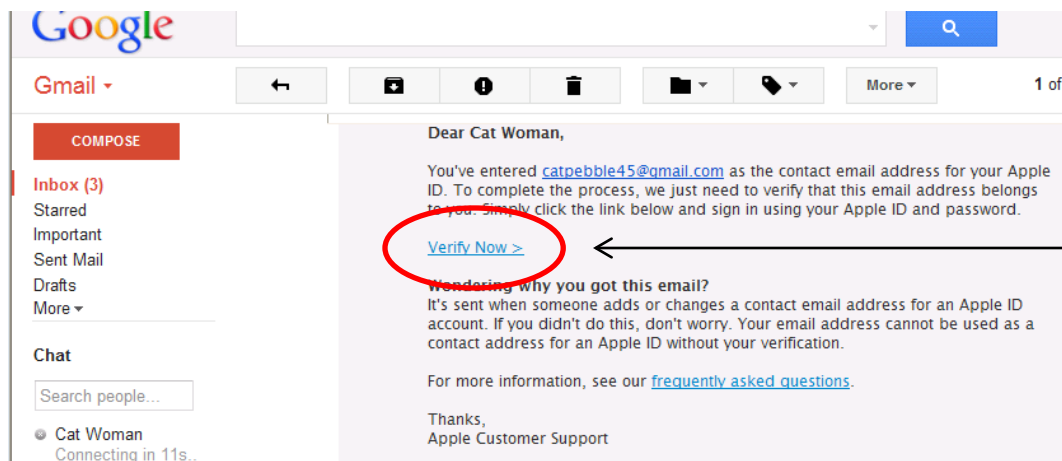 Google
Gmail
More
1 of
COMPOSE
Inbox (3)
Starred
Important
Sent Mail
Drafts
More
Chat
Search people...
Cat Woman
Connecting in 11s..
Dear Cat Woman,
You've entered catpebble45@gmail.com as the contact email address for your Apple
ID. To complete the process, we just need to verify that this email address belongs
to you. Simply click the link below and sign in using your Apple ID and password.
Verify Now >
Wondering why you got this email?
It's sent when someone adds or changes a contact email address for an Apple ID
account. If you didn't do this, don't worry. Your email address cannot be used as a
contact address for an Apple ID without your verification.
For more information, see our frequently asked questions.
Thanks,
Apple Customer Support